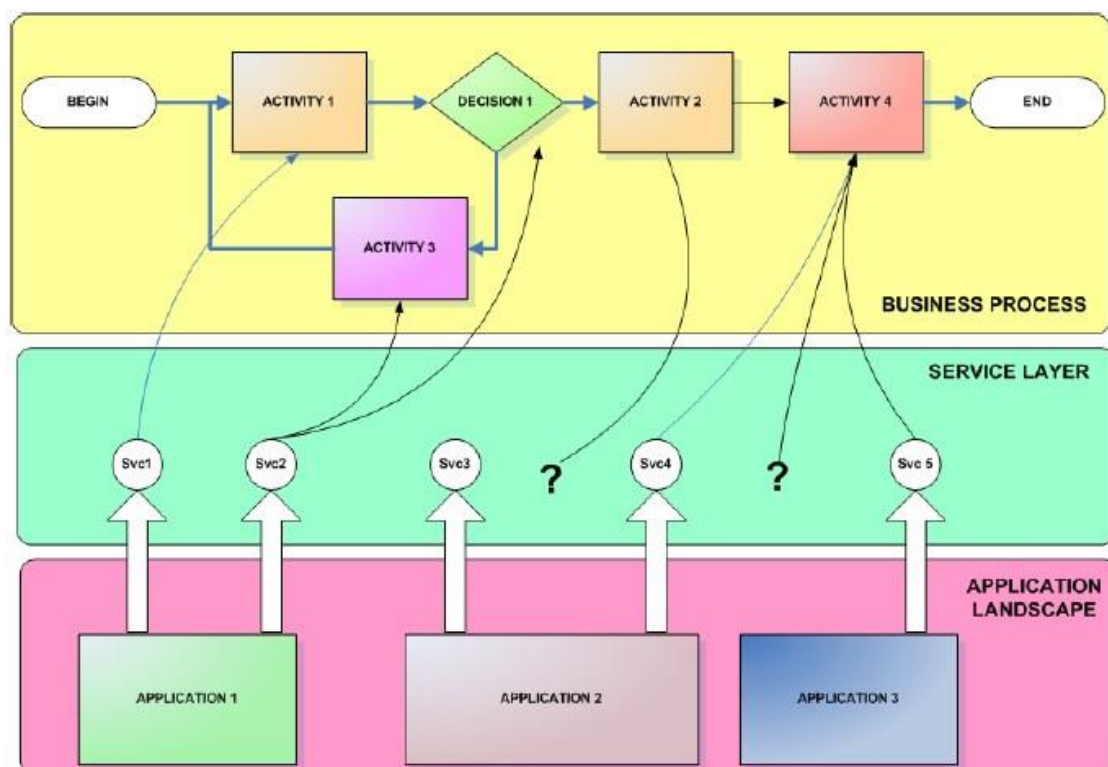 BEGIN
ACTIVITY 1
DECISION 1
ACTIVITY 2
ACTIVITY 4
END
ACTIVITY 3
BUSINESS PROCESS
SERVICE LAYER
Svc1
Svc2
Svc3
?
Svc4
?
Svc 5
APPLICATION
LANDSCAPE
APPLICATION 1
APPLICATION 2
APPLICATION 3